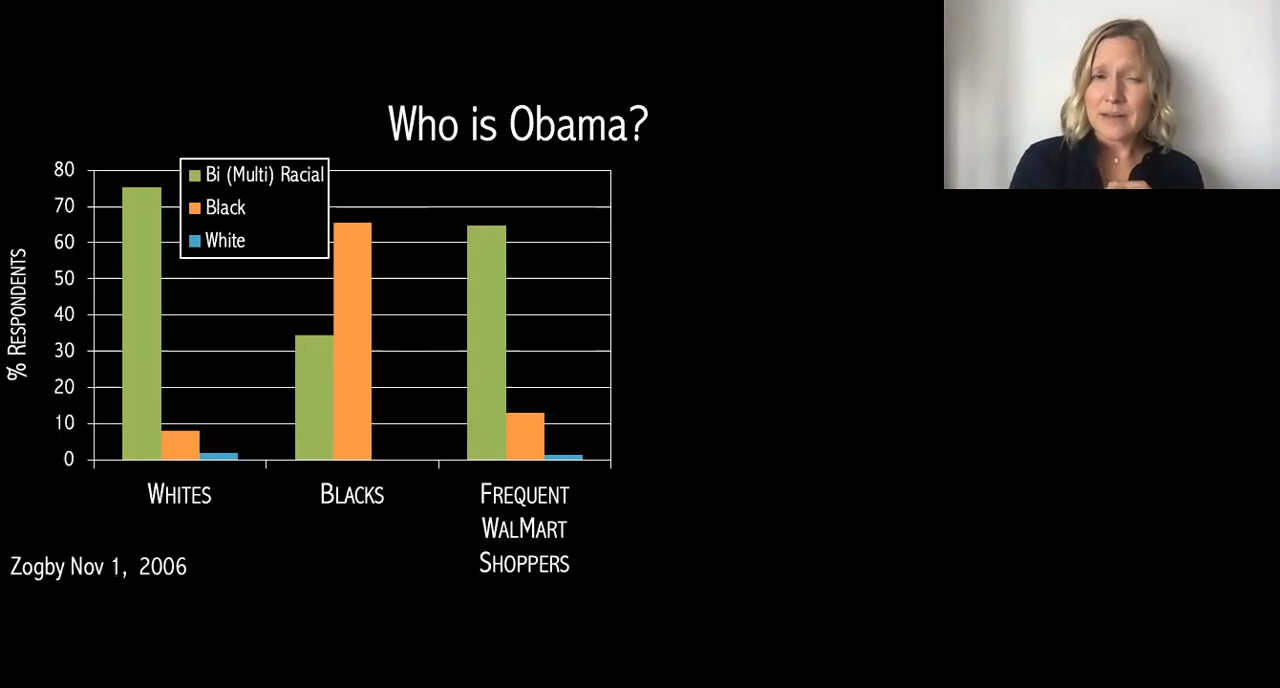 Who is Obama?
Bi (Multi) Racial
Black
White
80
70
60
50
40
30
20
10
0
% RESPONDENTS
WHITES
BLACKS
FREQUENT
WALMART
SHOPPERS
Zogby Nov 1, 2006